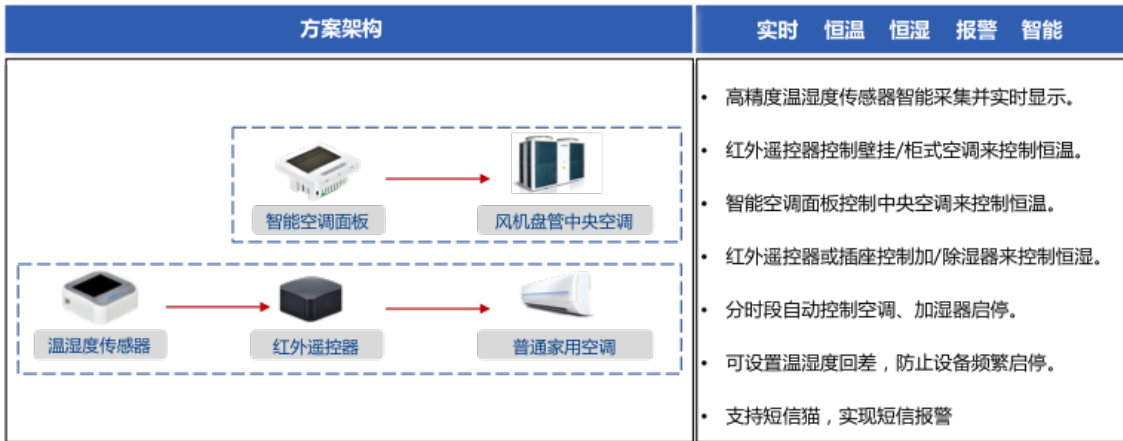 方案架构
实时 恒温 恒湿 报警 智能
智能空调面板
风机盘管中央空调
温湿度传感器
红外遥控器
普通家用空调
• 高精度温湿度传感器智能采集并实时显示。
• 红外遥控器控制壁挂/柜式空调来控制恒温。
• 智能空调面板控制中央空调来控制恒温。
• 红外遥控器或插座控制加/除湿器来控制恒湿。
• 分时段自动控制空调、加湿器启停。
• 可设置温湿度回差，防止设备频繁启停。
• 支持短信猫，实现短信报警